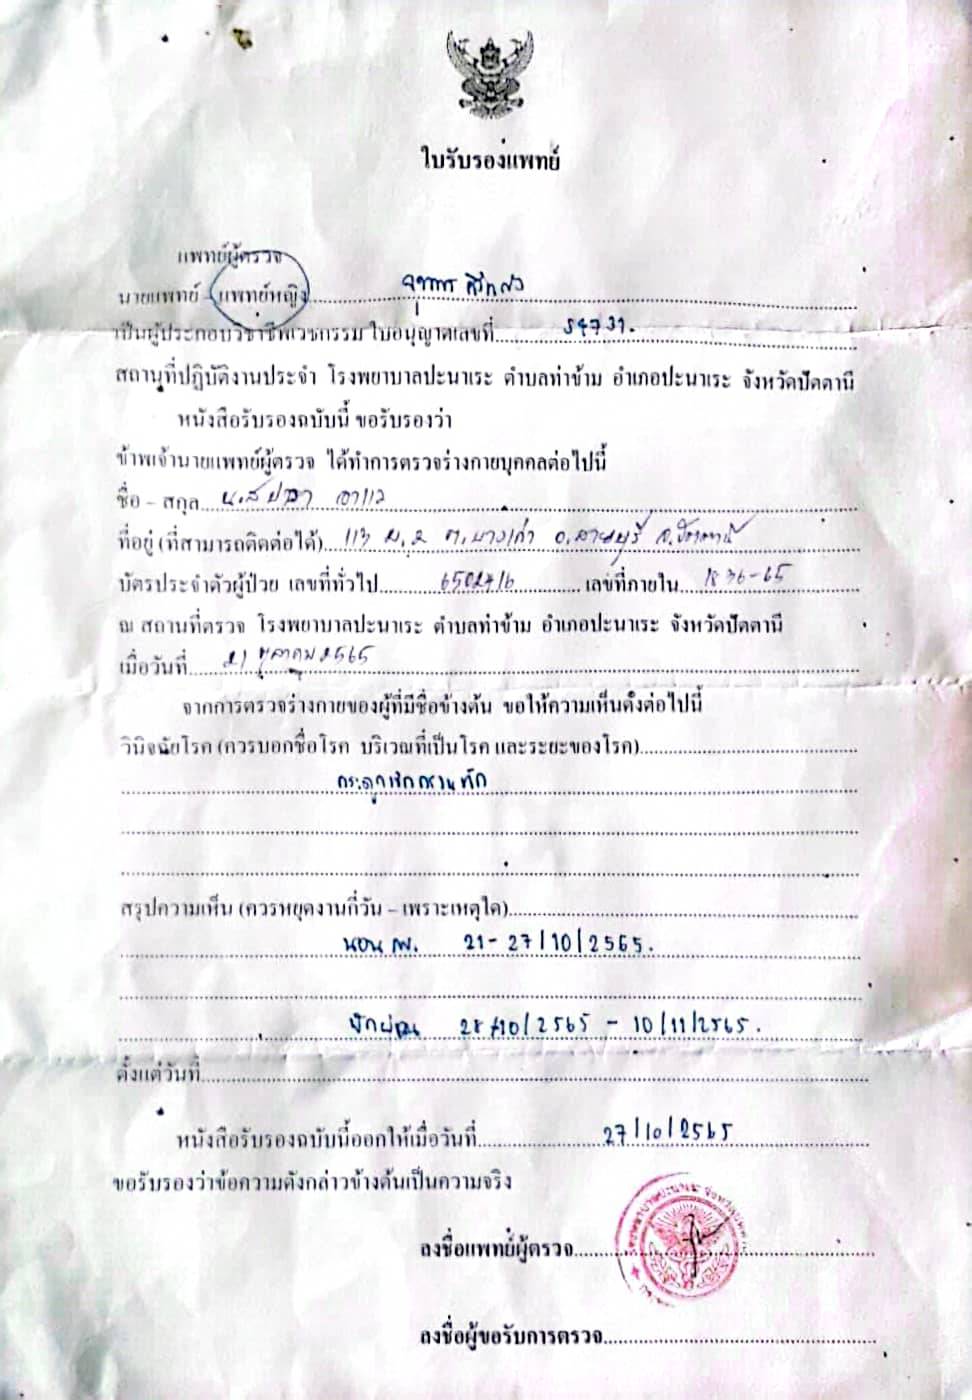 ใบรับรองแพทย์
แพทย์ผู้ตรวจ
นายแพทย์ - แพทย์หญิง
เป็นผู้ประกอบวิชาชีพเวชกรรม ใบอนุญาตเลขที่ 54731.
สถานที่ปฏิบัติงานประจำ โรงพยาบาลปะนาเระ ตำบลท่าข้าม อำเภอปะนาเระ จังหวัดปัตตานี
หนังสือรับรองฉบับนี้ ขอรับรองว่า
ข้าพเจ้านายแพทย์ผู้ตรวจ ได้ทำการตรวจร่างกายบุคคลต่อไปนี้
ชื่อ - สกุล น.ส
ที่อยู่ (ที่สามารถติดต่อได้) 113 ม.2 ต.บางเก่า อ.สายบุรี จ.ปัตตานี
บัตรประจำตัวผู้ป่วย เลขที่ทั่วไป เลขที่ภายใน 1836-65
ณ สถานที่ตรวจ โรงพยาบาลปะนาเระ ตำบลท่าข้าม อำเภอปะนาเระ จังหวัดปัตตานี
เมื่อวันที่ 21 ตุลาคม 2565
จากการตรวจร่างกายของผู้ที่มีชื่อข้างต้น ขอให้ความเห็นดังต่อไปนี้
วินิจฉัยโรค (ควรบอกชื่อโรค บริเวณที่เป็นโรค และระยะของโรค)
กระดูกเชิงกรานหัก
สรุปความเห็น (ควรหยุดงานกี่วัน - เพราะเหตุใด)
นอน รพ. 21-27/10/2565.
พักฟื้น 28/10/2565 - 10/11/2565.
ตั้งแต่วันที่
หนังสือรับรองฉบับนี้ออกให้เมื่อวันที่ 27/10/2565
ขอรับรองว่าข้อความดังกล่าวข้างต้นเป็นความจริง
ลงชื่อแพทย์ผู้ตรวจ
ลงชื่อผู้ขอรับการตรวจ